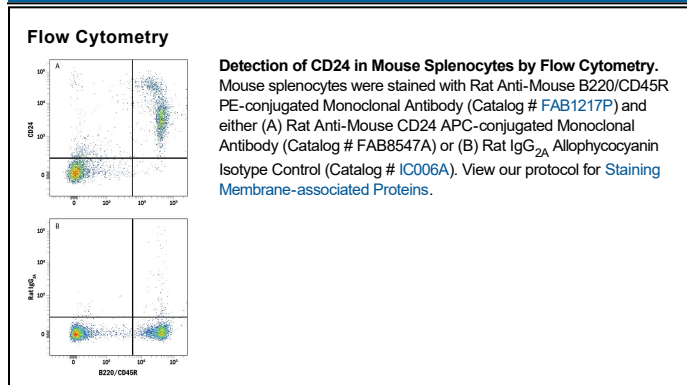 Flow Cytometry
A
10⁵
10⁴
10³
0
CD24
0
10³
10⁴
10⁵
Detection of CD24 in Mouse Splenocytes by Flow Cytometry.
Mouse splenocytes were stained with Rat Anti-Mouse B220/CD45R
PE-conjugated Monoclonal Antibody (Catalog # FAB1217P) and
either (A) Rat Anti-Mouse CD24 APC-conjugated Monoclonal
Antibody (Catalog # FAB8547A) or (B) Rat IgG2A Allophycocyanin
Isotype Control (Catalog # IC006A). View our protocol for Staining
Membrane-associated Proteins.
B
10⁵
10⁴
10³
0
Rat IgG2A
0
10³
10⁴
10⁵
B220/CD45R